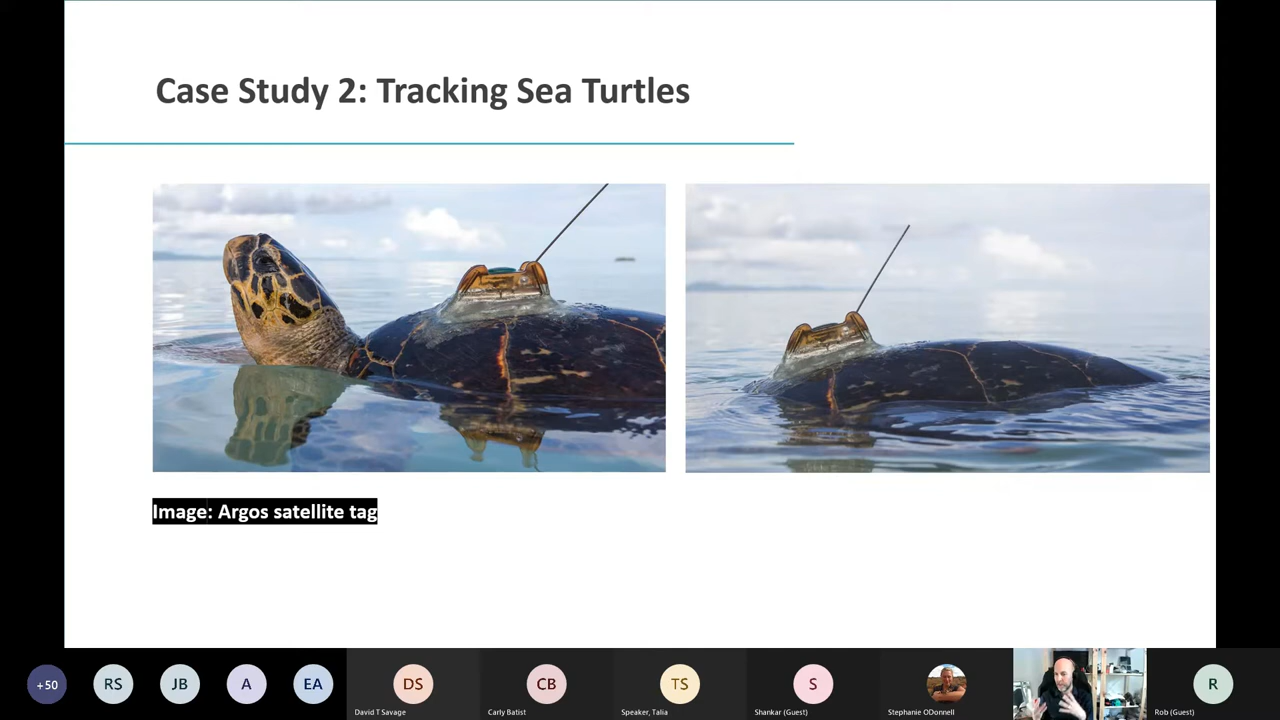 Case Study 2: Tracking Sea Turtles
Image: Argos satellite tag
+50
RS
JB
A
EA
DS
David T Savage
CB
Carly Batist
TS
Speaker, Talia
S
Shankar (Guest)
Stephanie ODonnell
R
Rob (Guest)